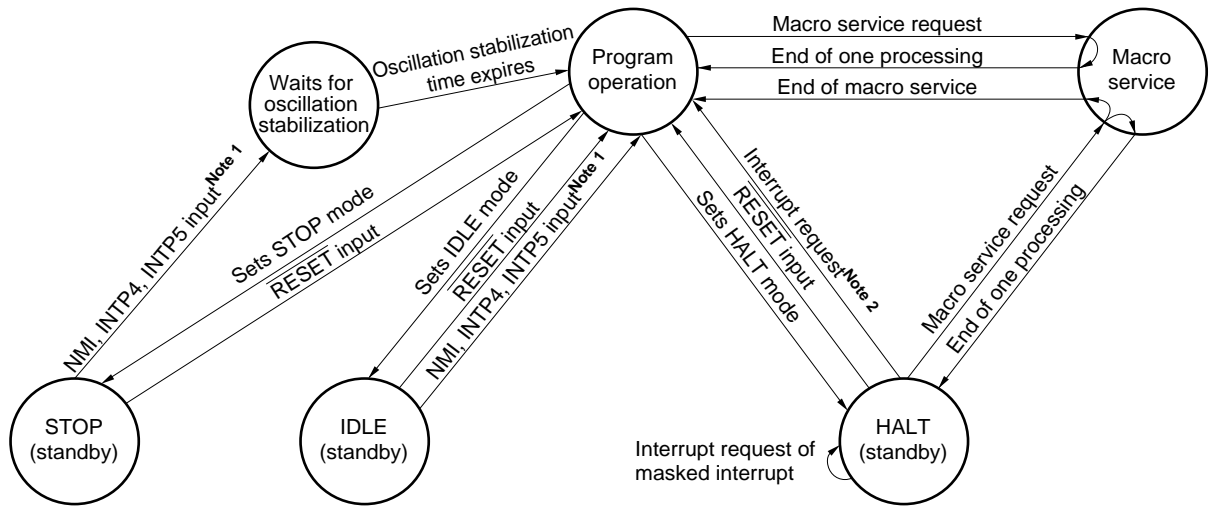 Waits for
oscillation
stabilization
Oscillation stabilization
time expires
Program
operation
Macro service request
End of one processing
End of macro service
Macro
service
NMI, INTP4, INTP5 input Note 1
Sets STOP mode
RESET input
Sets IDLE mode
RESET input
NMI, INTP4, INTP5 input Note 1
Interrupt request Note 2
RESET input
Sets HALT mode
Macro service request
End of one processing
STOP
(standby)
IDLE
(standby)
HALT
(standby)
Interrupt request of
masked interrupt